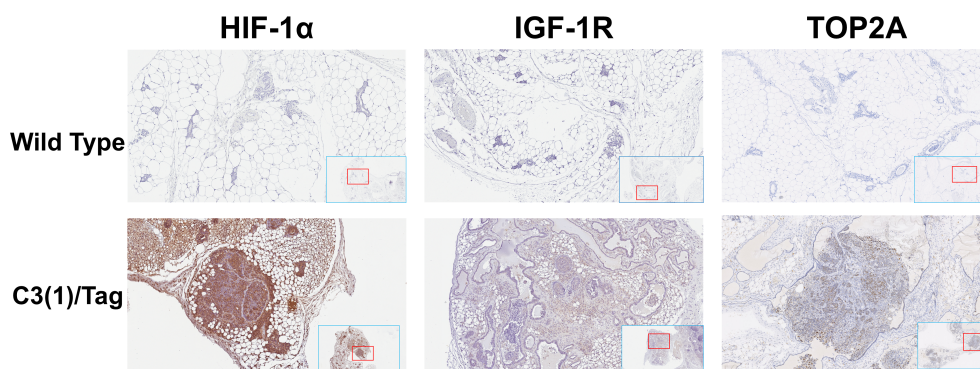 HIF-1α
IGF-1R
TOP2A
Wild Type
C3(1)/Tag